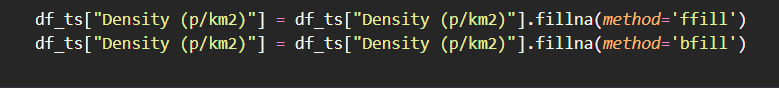 df_ts["Density (p/km2)"] = df_ts["Density (p/km2)"].fillna(method='ffill')
df_ts["Density (p/km2)"] = df_ts["Density (p/km2)"].fillna(method='bfill')